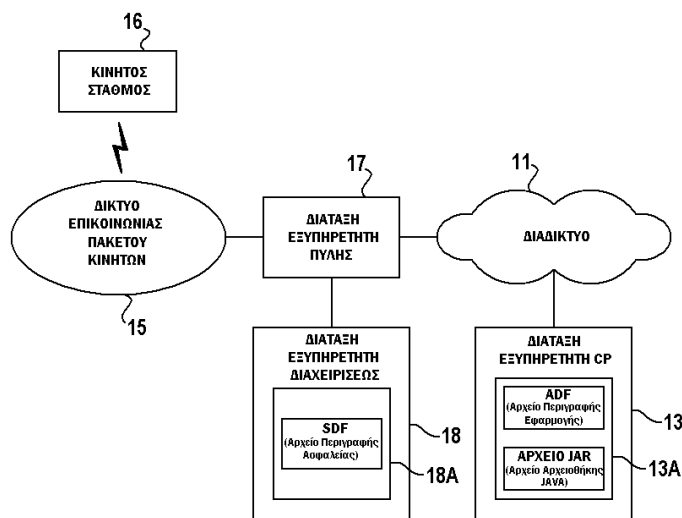 16
ΚΙΝΗΤΟΣ
ΣΤΑΘΜΟΣ
17
11
ΔΙΚΤΥΟ
ΕΠΙΚΟΙΝΩΝΙΑΣ
ΠΑΚΕΤΟΥ
ΚΙΝΗΤΩΝ
ΔΙΑΤΑΞΗ
ΕΞΥΠΗΡΕΤΗΤΗ
ΠΥΛΗΣ
ΔΙΑΔΙΚΤΥΟ
15
ΔΙΑΤΑΞΗ
ΕΞΥΠΗΡΕΤΗΤΗ
ΔΙΑΧΕΙΡΙΣΕΩΣ
SDF
(Αρχείο Περιγραφής
Ασφαλείας)
18
18A
ΔΙΑΤΑΞΗ
ΕΞΥΠΗΡΕΤΗΤΗ CP
ADF
(Αρχείο Περιγραφής
Εφαρμογής)
13
ΑΡΧΕΙΟ JAR
(Αρχείο Αρχειοθήκης
JAVA)
13A